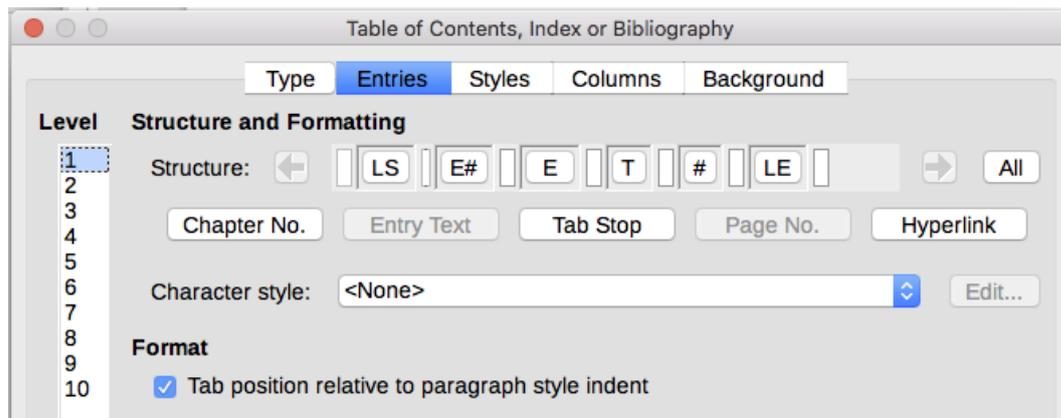 Table of Contents, Index or Bibliography
Type Entries Styles Columns Background
Level Structure and Formatting
1
2
3
4
5
6
7
8
9
10
Structure: LS E# E T # LE All
Chapter No. Entry Text Tab Stop Page No. Hyperlink
Character style: <None> Edit...
Format
Tab position relative to paragraph style indent